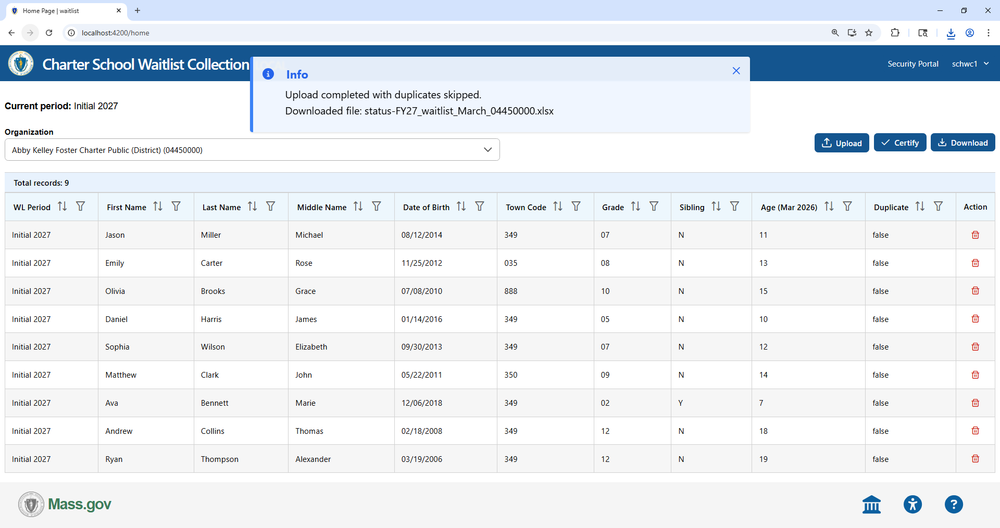 Home Page | waitlist
localhost:4200/home
Charter School Waitlist Collection
Security Portal schwc1
Info
Upload completed with duplicates skipped.
Downloaded file: status-FY27_waitlist_March_04450000.xlsx
Current period: Initial 2027
Organization
Abby Kelley Foster Charter Public (District) (04450000)
Upload Certify Download
Total records: 9
WL Period First Name Last Name Middle Name Date of Birth Town Code Grade Sibling Age (Mar 2026) Duplicate Action
Initial 2027 Jason Miller Michael 08/12/2014 349 07 N 11 false
Initial 2027 Emily Carter Rose 11/25/2012 035 08 N 13 false
Initial 2027 Olivia Brooks Grace 07/08/2010 888 10 N 15 false
Initial 2027 Daniel Harris James 01/14/2016 349 05 N 10 false
Initial 2027 Sophia Wilson Elizabeth 09/30/2013 349 07 N 12 false
Initial 2027 Matthew Clark John 05/22/2011 350 09 N 14 false
Initial 2027 Ava Bennett Marie 12/06/2018 349 02 Y 7 false
Initial 2027 Andrew Collins Thomas 02/18/2008 349 12 N 18 false
Initial 2027 Ryan Thompson Alexander 03/19/2006 349 12 N 19 false
Mass.gov